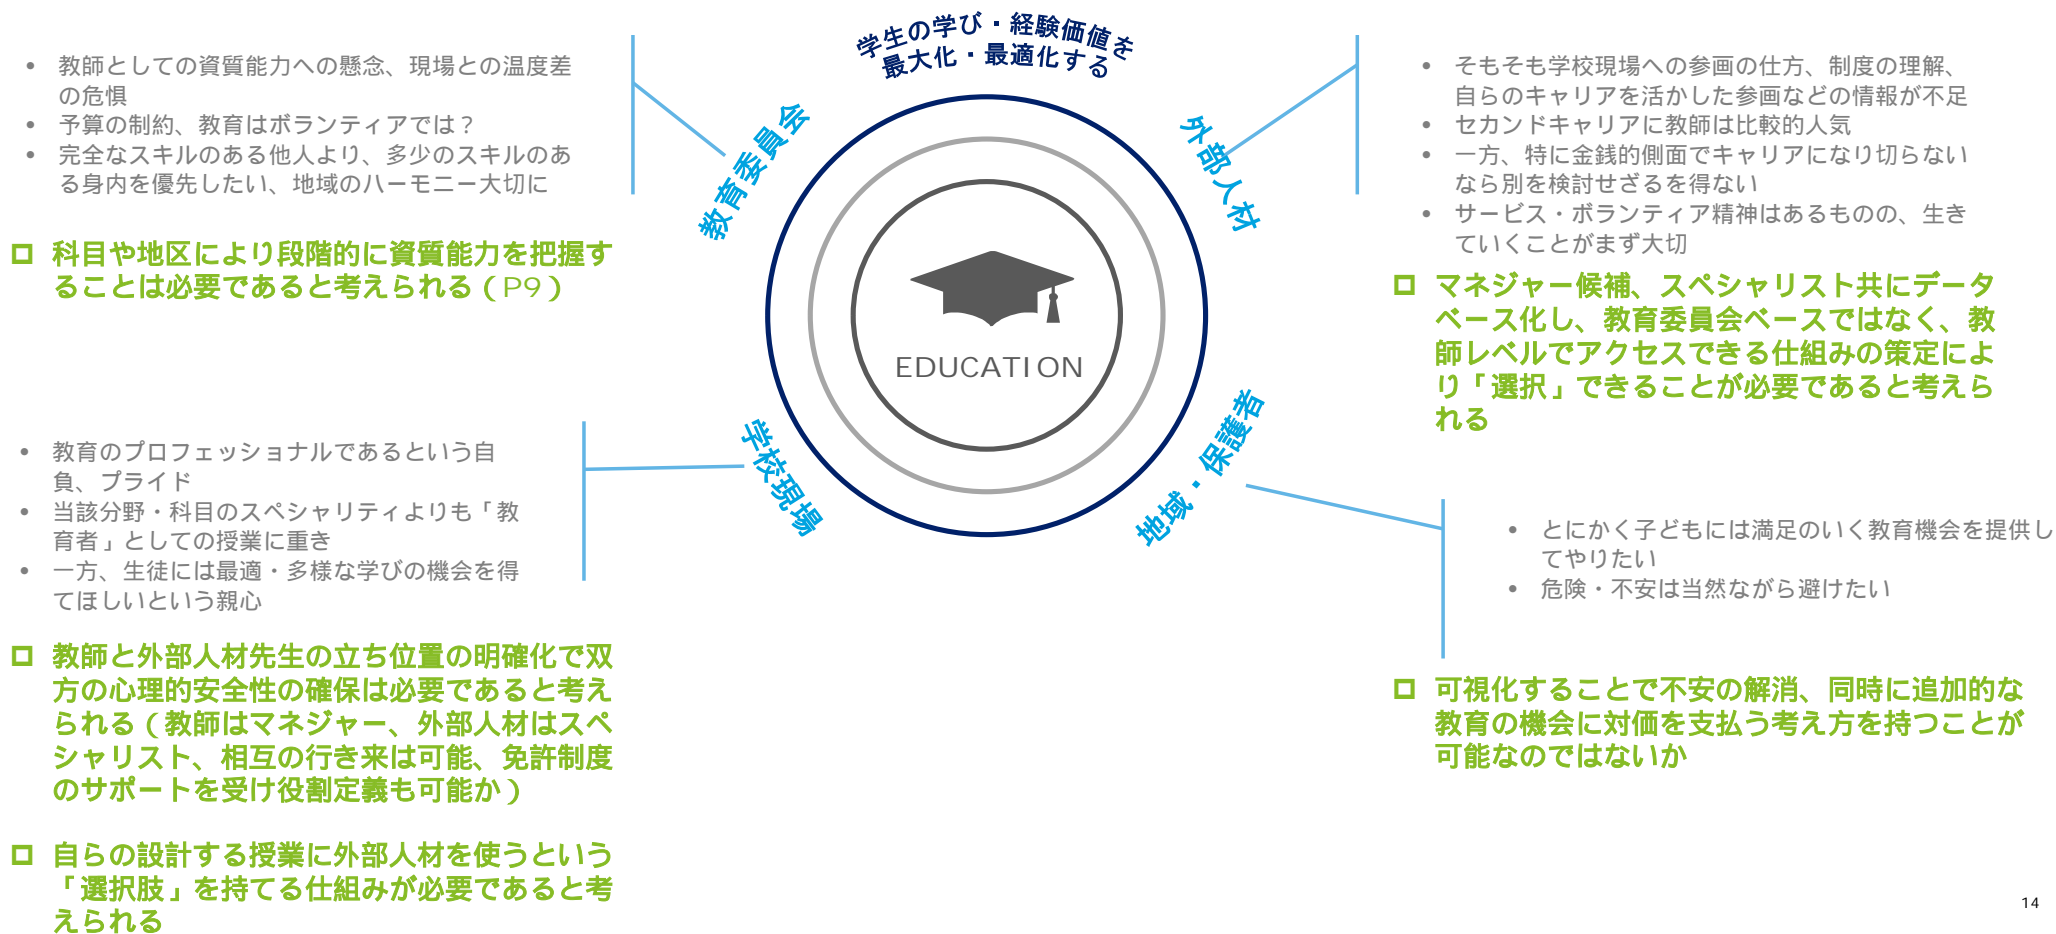 学生の学び・経験価値を
最大化・最適化する
教育委員会
• 教師としての資質能力への懸念、現場との温度差
の危惧
• 予算の制約、教育はボランティアでは？
• 完全なスキルのある他人より、多少のスキルのあ
る身内を優先したい、地域のハーモニー大切に
科目や地区により段階的に資質能力を把握す
ることは必要であると考えられる（P9）
外部人材
• そもそも学校現場への参画の仕方、制度の理解、
自らのキャリアを活かした参画などの情報が不足
• セカンドキャリアに教師は比較的人気
• 一方、特に金銭的側面でキャリアになり切らない
なら別を検討せざるを得ない
• サービス・ボランティア精神はあるものの、生き
ていくことがまず大切
マネジャー候補、スペシャリスト共にデータ
ベース化し、教育委員会ベースではなく、教
師レベルでアクセスできる仕組みの策定によ
り「選択」できることが必要であると考えら
れる
EDUCATION
学校現場
• 教育のプロフェッショナルであるという自
負、プライド
• 当該分野・科目のスペシャリティよりも「教
育者」としての授業に重き
• 一方、生徒には最適・多様な学びの機会を得
てほしいという親心
教師と外部人材先生の立ち位置の明確化で双
方の心理的安全性の確保は必要であると考え
られる（教師はマネジャー、外部人材はスペ
シャリスト、相互の行き来は可能、免許制度
のサポートを受け役割定義も可能か）
自らの設計する授業に外部人材を使うという
「選択肢」を持てる仕組みが必要であると考
えられる
地域・保護者
• とにかく子どもには満足のいく教育機会を提供し
てやりたい
• 危険・不安は当然ながら避けたい
可視化することで不安の解消、同時に追加的な
教育の機会に対価を支払う考え方を持つことが
可能なのではないか
14